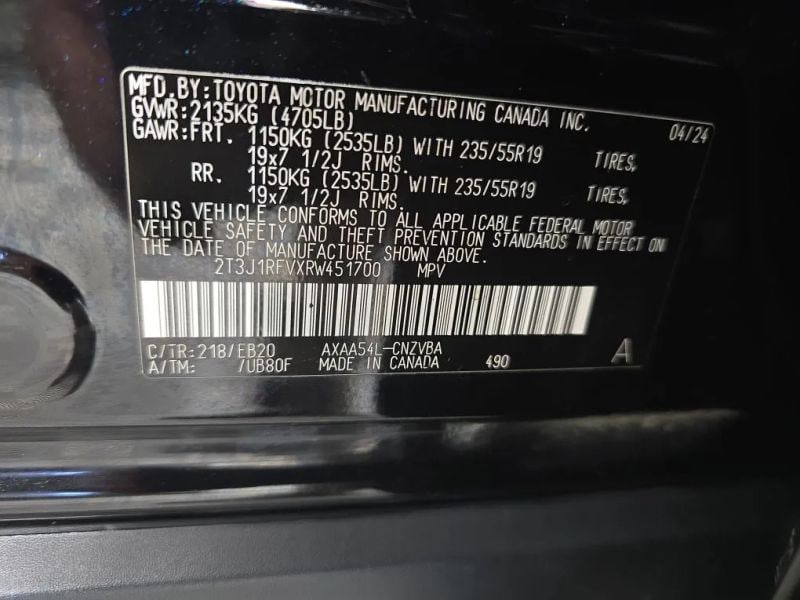 MFD.BY:TOYOTA MOTOR MANUFACTURING CANADA INC. 04/24
GVWR:2135KG (4705LB)
GAWR:FRT. 1150KG (2535LB) WITH 235/55R19 TIRES,
19x7 1/2J RIMS.
RR. 1150KG (2535LB) WITH 235/55R19 TIRES,
19x7 1/2J RIMS.
THIS VEHICLE CONFORMS TO ALL APPLICABLE FEDERAL MOTOR
VEHICLE SAFETY AND THEFT PREVENTION STANDARDS IN EFFECT ON
THE DATE OF MANUFACTURE SHOWN ABOVE.
2T3J1RFVXRW451700 MPV
C/TR:218/EB20 AXAA54L-CNZVBA
A/TM: /UB80F MADE IN CANADA 490 A